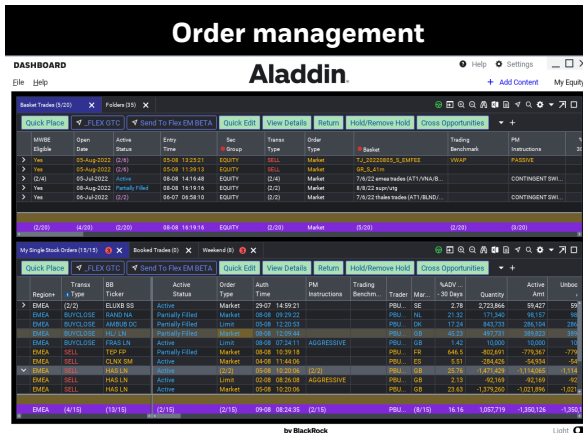 Order management
DASHBOARD
Help Settings
File Help
Aladdin
+ Add Content My Equity
Basket Trades (5/20) X Folders (35) X
Quick Place _FLEX GTC Send To Flex EM BETA Quick Edit View Details Return Hold/Remove Hold Cross Opportunities +
MWBE Open Active Entry Sec Transx Order Trading PM
Eligible Date Status Time Group Type Type Basket Benchmark Instructions
Yes 05-Aug-2022 (2/6) 05-08 13:25:21 EQUITY SELL Market TJ_20220805_S_EMFEE VWAP PASSIVE
Yes 05-Aug-2022 (2/6) 05-08 11:39:13 EQUITY SELL Market GR_S_41m
(2/4) 05-Jul-2022 Active 08-08 14:16:48 EQUITY (2/4) Market 7/6/22 emea trades (AT1/VNA/B... CONTINGENT SWI...
Yes 08-Aug-2022 Partially Filled 08-08 16:19:16 EQUITY (2/2) Market 8/8/22 supr/utg
Yes 06-Jul-2022 (2/2) 06-07 06:58:10 EQUITY (2/2) Market 7/6/22 thales trades (AT1/BLND/... CONTINGENT SWI...
(2/20) (4/20) (2/20) 08-08 16:19:16 EQUITY (2/20) Market (5/20) (2/20) (3/20)
My Single Stock Orders (15/15) X Booked Trades (0) X Weekend (8) X
Quick Place _FLEX GTC Send To Flex EM BETA Quick Edit View Details Return Hold/Remove Hold Cross Opportunities +
Transx BB Active Order Auth PM Trading %ADV ... Active Unboo
Region Type Ticker Status Type Time Instructions Benchm... Trader Mar... - 30 Days Quantity Amt
EMEA (2/2) ELUXB SS Active Market 29-07 14:59:21 PBU... SE 2.78 2,723,866 59,427
EMEA BUYCLOSE RAND NA Partially Filled Market 08-08 09:29:22 PBU... NL 21.32 171,340 98,157
EMEA BUYCLOSE AMBUB DC Partially Filled Limit 05-08 12:20:53 PBU... DK 17.24 843,733 286,104
EMEA BUYCLOSE HL/ LN Partially Filled Market 08-08 12:09:44 PBU... GB 45.23 497,731 389,823
EMEA BUYCLOSE FRAS LN Active Limit 08-08 07:24:11 AGGRESSIVE PBU... GB 1.42 10,000 10,000
EMEA SELL TEP FP Partially Filled Market 08-08 10:39:18 PBU... FR 646.5 -802,691 -779,367 -779
EMEA SELL CLNX SM Active Market 04-08 11:44:06 PBU... ES 5.51 -54,934 -54,934
EMEA SELL HAS LN Active (2/2) 05-08 10:20:06 (2/2) PBU... GB 25.76 -1,471,429 -1,114,065 -1,114
EMEA SELL HAS LN Active Limit 02-08 08:26:08 AGGRESSIVE PBU... GB 2.13 -92,169 -92,169
EMEA SELL HAS LN Active Market 05-08 10:20:06 PBU... GB 23.63 -1,379,260 -1,021,896
EMEA (4/15) (13/15) (2/15) (2/15) 09-08 08:24:35 (2/15) PBU... (8/15) 16.16 1,057,719 -1,350,126
by BlackRock
Light